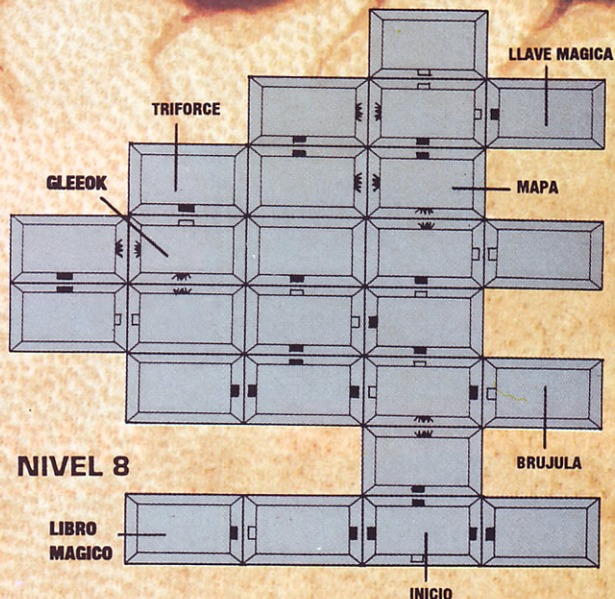 LLAVE MAGICA
TRIFORCE
GLEEOK
MAPA
NIVEL 8
BRUJULA
LIBRO
MAGICO
INICIO